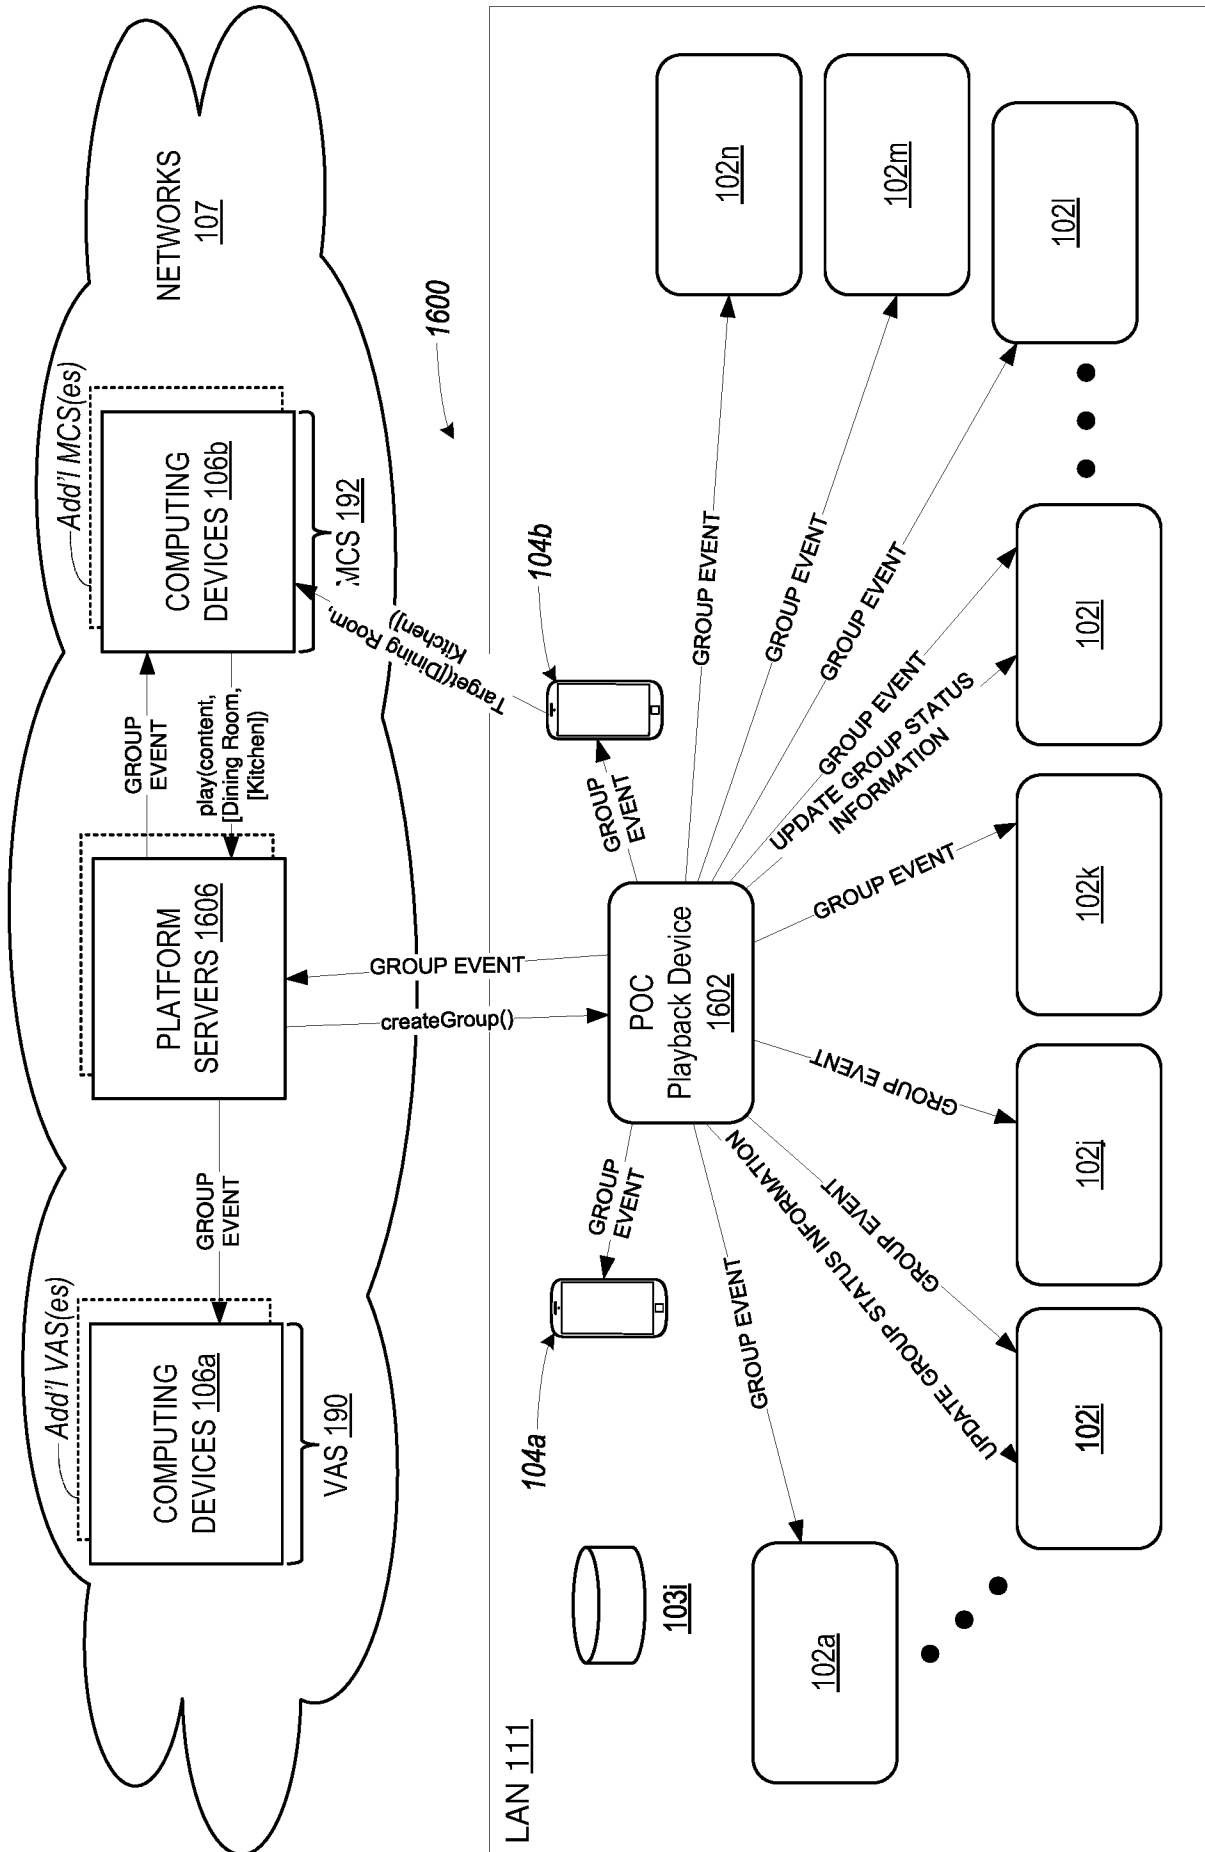 NETWORKS
107
Add'l VAS(es)
COMPUTING
DEVICES 106a
VAS 190
GROUP
EVENT
PLATFORM
SERVERS 1606
GROUP
EVENT
play(content,
[Dining Room,
[Kitchen])
Add'l MCS(es)
COMPUTING
DEVICES 106b
MCS 192
Target([Dining Room,
Kitchen])
1600
GROUP EVENT
createGroup()
LAN 111
103i
104a
GROUP
EVENT
104b
GROUP
EVENT
POC
Playback Device
1602
GROUP EVENT
102a
UPDATE GROUP STATUS INFORMATION
GROUP EVENT
102i
GROUP EVENT
102j
GROUP EVENT
102k
UPDATE GROUP STATUS
INFORMATION
GROUP EVENT
102l
GROUP EVENT
102l
GROUP EVENT
102m
GROUP EVENT
102n